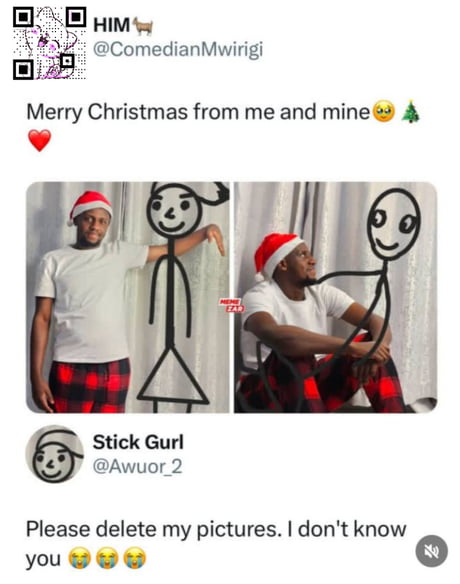 HIM🐐
@ComedianMwirigi
Merry Christmas from me and mine🥹🎄
❤️
MEME
ZAR
Stick Gurl
@Awuor_2
Please delete my pictures. I don't know
you 😭😭😭